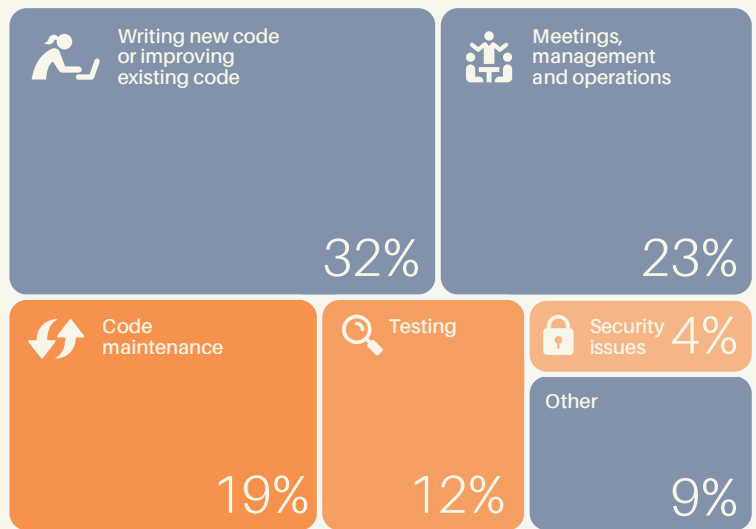 Writing new code
or improving
existing code
32%
Meetings,
management
and operations
23%
Code
maintenance
19%
Testing
12%
Security
issues
4%
Other
9%